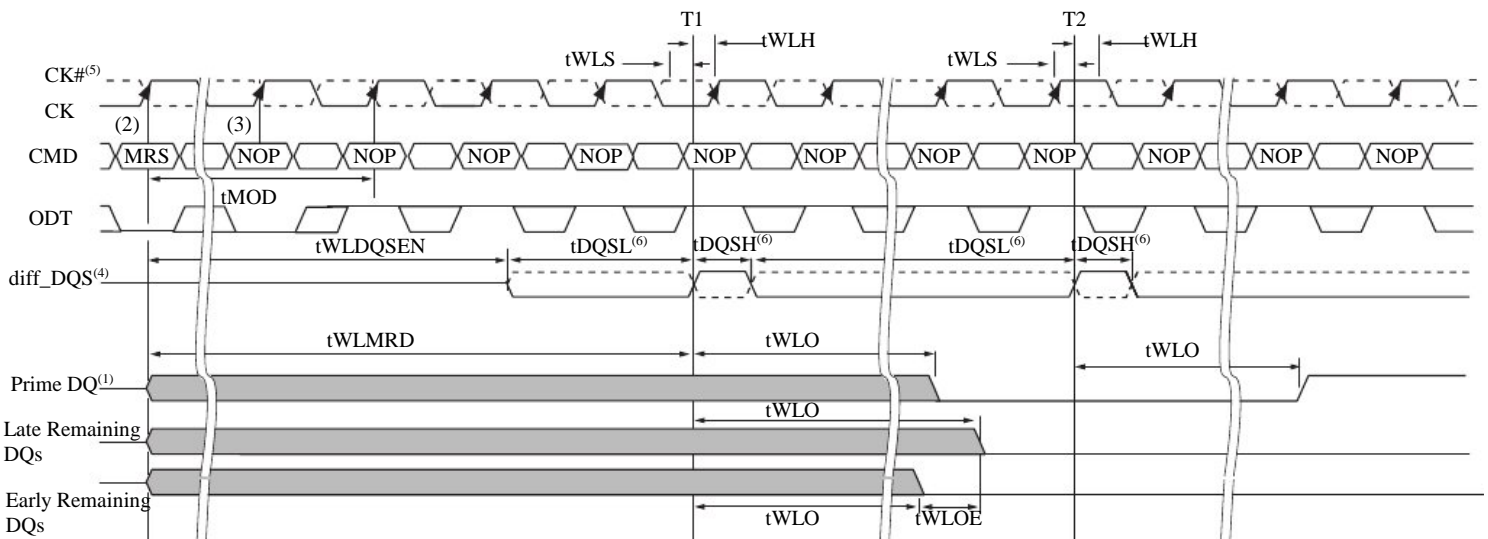 T1 T2
tWLS tWLH tWLS tWLH
CK#(5)
CK
(2) (3)
CMD MRS NOP NOP NOP NOP NOP NOP NOP NOP NOP NOP NOP
tMOD
ODT
tWLDQSEN tDQSL(6) tDQSH(6) tDQSL(6) tDQSH(6)
diff_DQS(4)
tWLMRD tWLO tWLO
Prime DQ(1)
tWLO
Late Remaining
DQs
Early Remaining
DQs
tWLO tWLOE